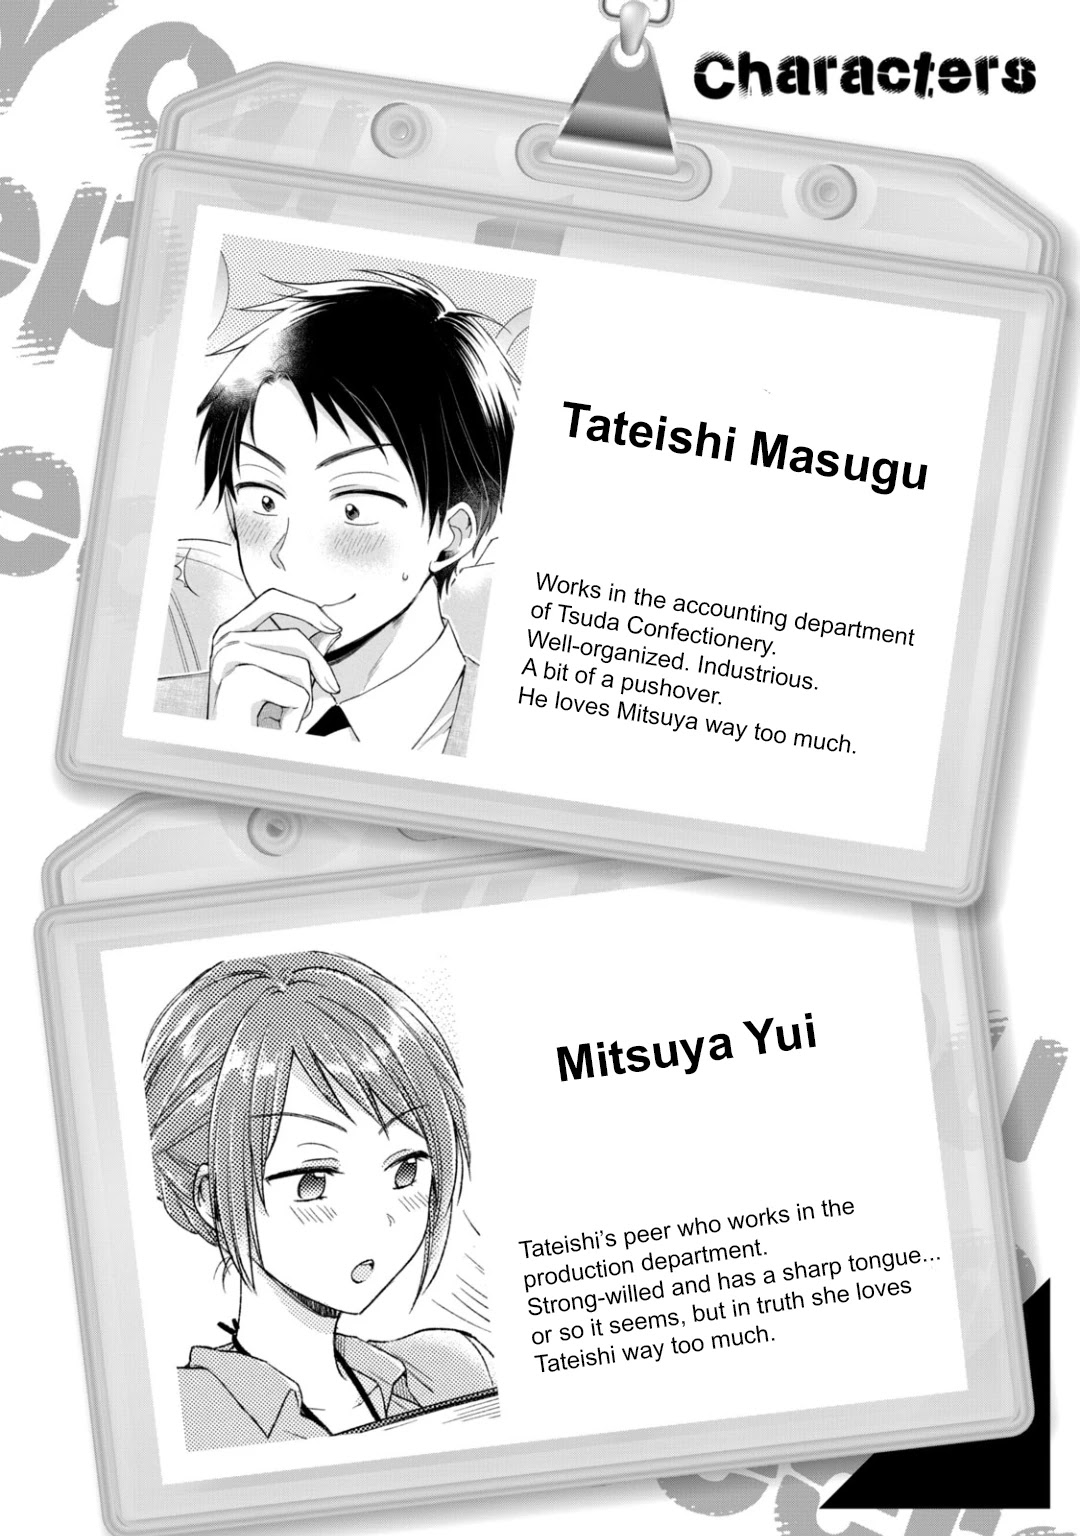 Characters
Tateishi Masugu
Works in the accounting department
of Tsuda Confectionery.
Well-organized. Industrious.
A bit of a pushover.
He loves Mitsuya way too much.
Mitsuya Yui
Tateishi’s peer who works in the
production department.
Strong-willed and has a sharp tongue...
or so it seems, but in truth she loves
Tateishi way too much.